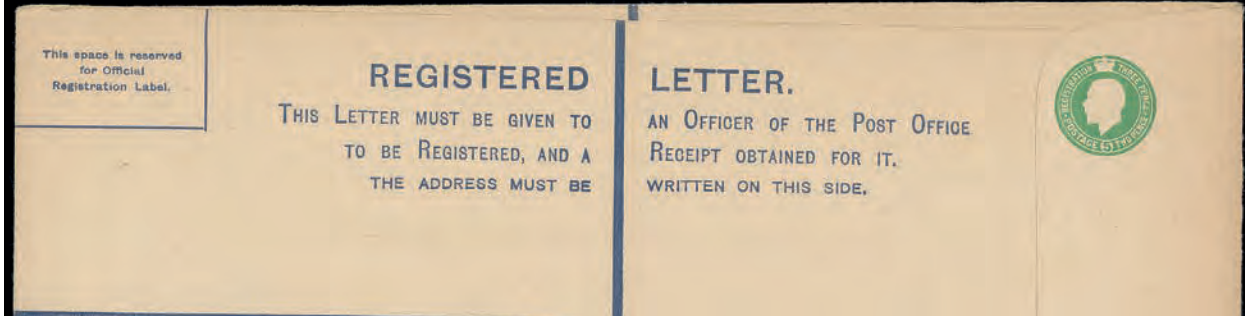 This space is reserved
for Official
Registration Label.
REGISTERED LETTER.
THIS LETTER MUST BE GIVEN TO AN OFFICER OF THE POST OFFICE
TO BE REGISTERED, AND A RECEIPT OBTAINED FOR IT.
THE ADDRESS MUST BE WRITTEN ON THIS SIDE.
REGISTRATION THREE PENCE
POSTAGE TWO PENCE